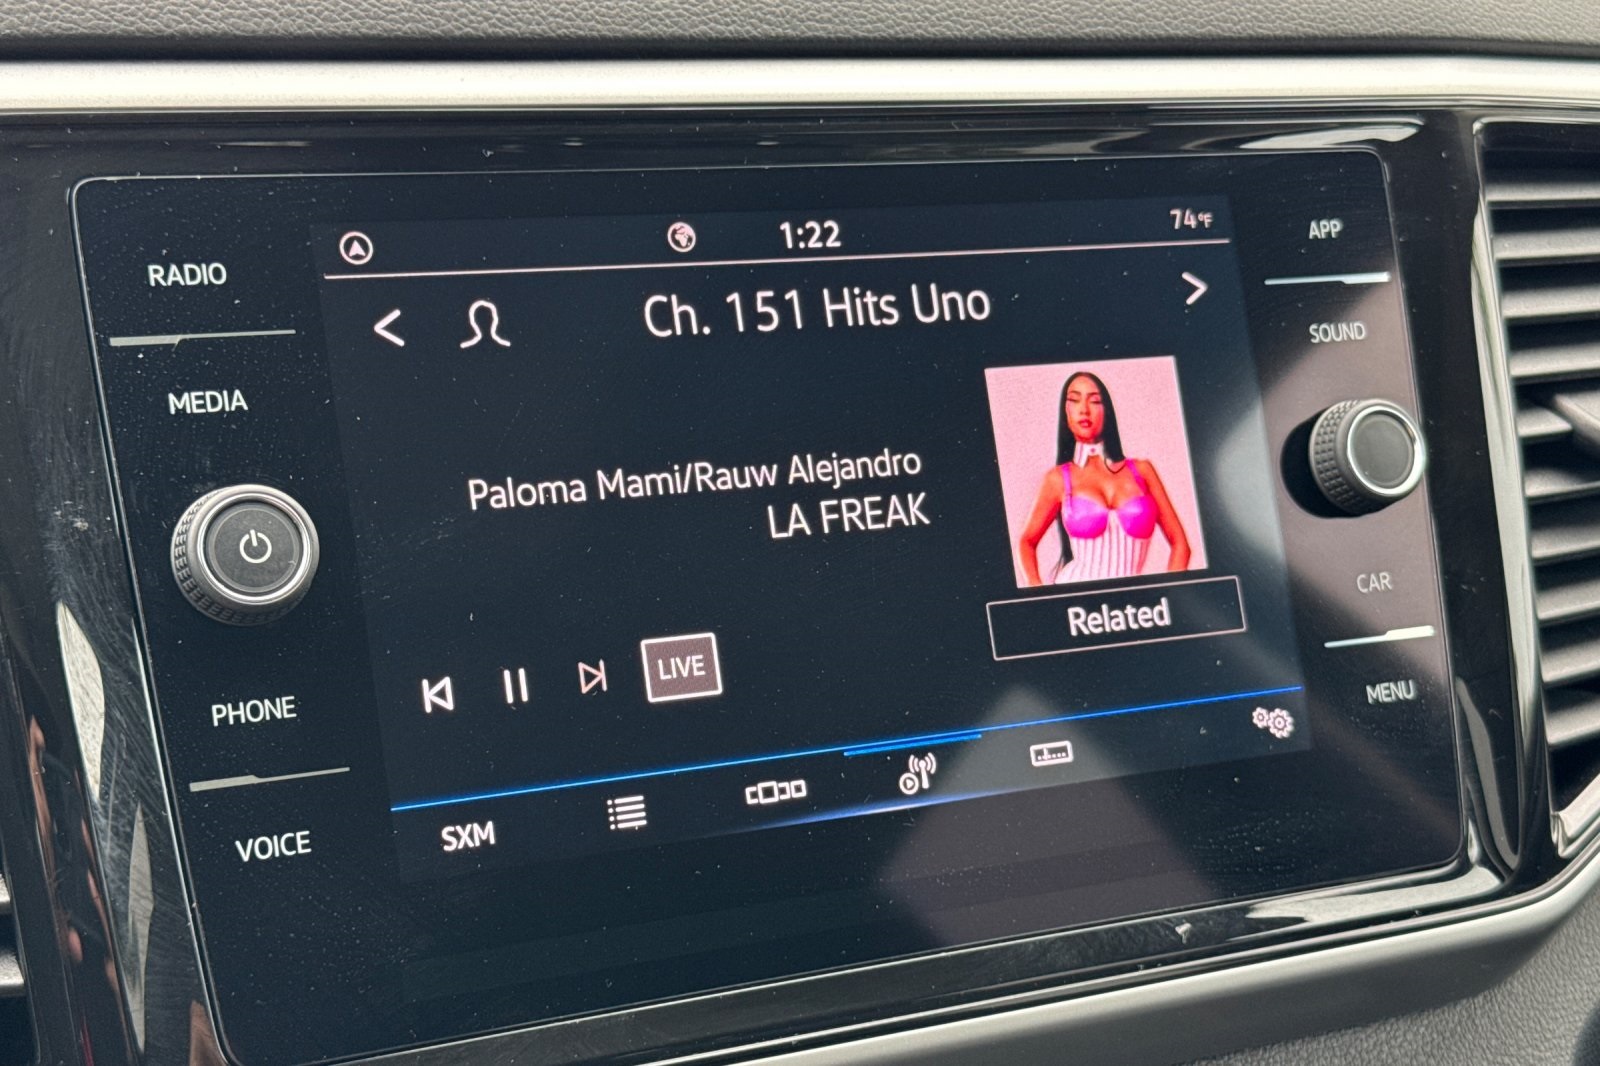 RADIO
MEDIA
PHONE
VOICE
1:22
74°F
Ch. 151 Hits Uno
Paloma Mami/Rauw Alejandro
LA FREAK
Related
LIVE
SXM
APP
SOUND
CAR
MENU